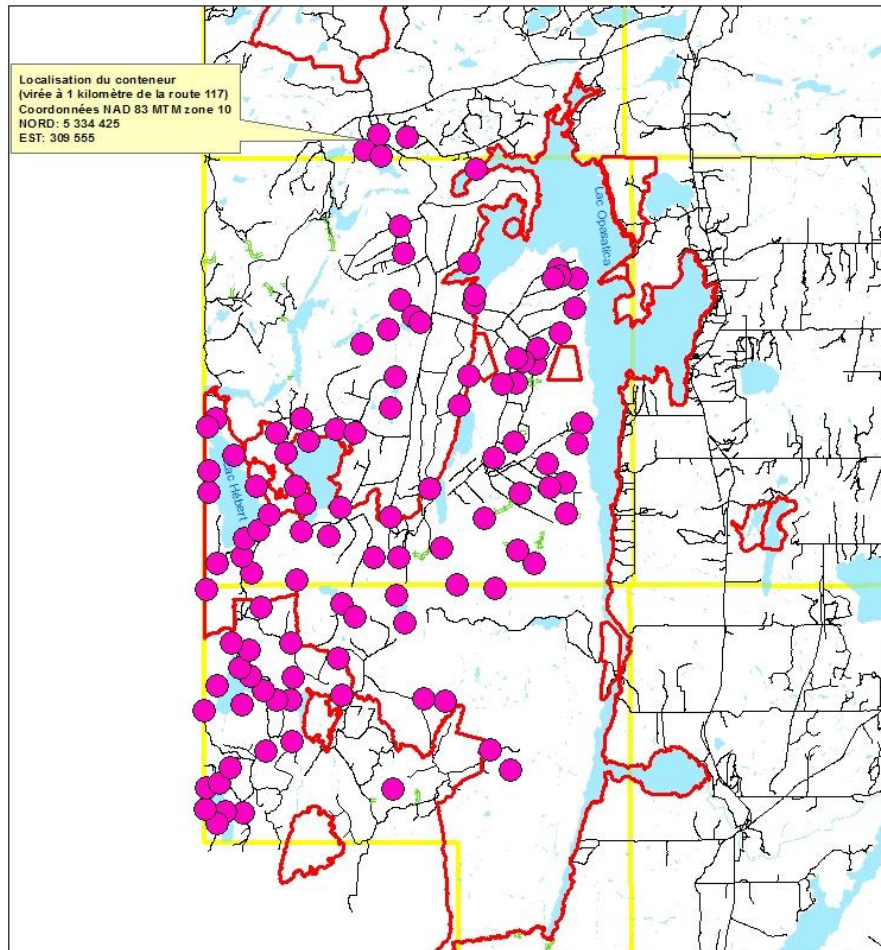 Localisation du conteneur
(virée à 1 kilomètre de la route 117)
Coordonnées NAD 83 MTM zone 10
NORD: 5 334 425
EST: 309 555
Lac Opasatica
Lac Hébert